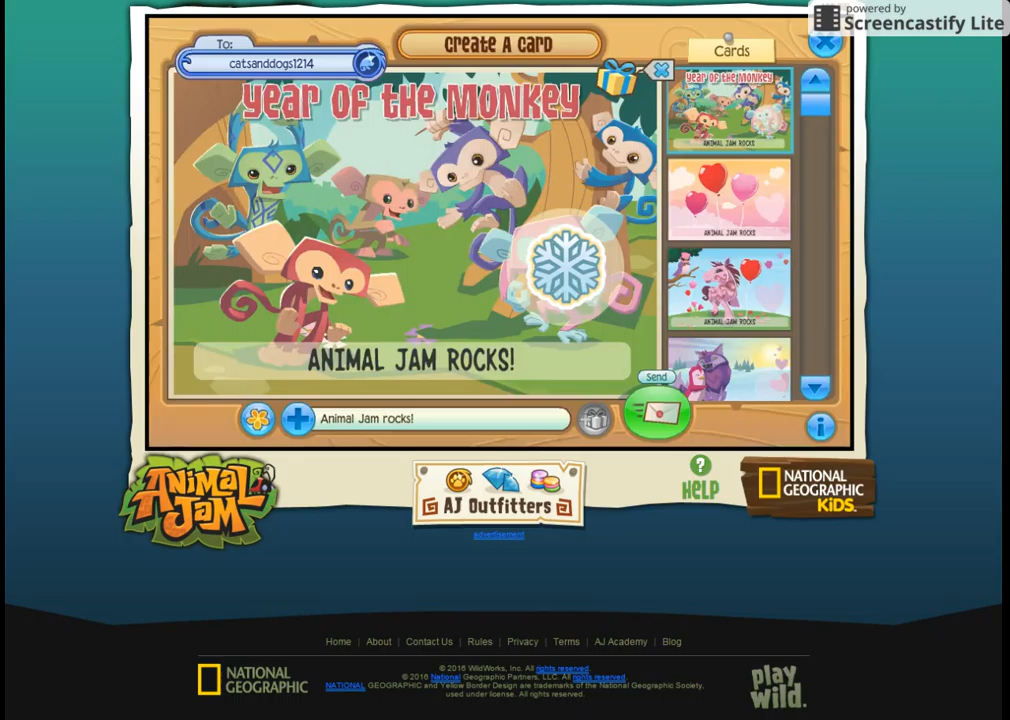 powered by
Screencastify Lite
To:
CREATE A CARD
Cards
catsanddogs1214
YEAR OF THE MONKEY
YEAR OF THE MONKEY
ANIMAL JAM ROCKS
ANIMAL JAM ROCKS
ANIMAL JAM ROCKS
ANIMAL JAM ROCKS!
Send
Animal Jam rocks!
ANIMAL
JAM
AJ Outfitters
?
HELP
NATIONAL
GEOGRAPHIC
KiDS.
advertisement
Home | About | Contact Us | Rules | Privacy | Terms | AJ Academy | Blog
NATIONAL
GEOGRAPHIC
© 2016 WildWorks, Inc. All rights reserved.
© 2016 National Geographic Partners, LLC. All rights reserved.
NATIONAL GEOGRAPHIC and Yellow Border Design are trademarks of the National Geographic Society,
used under license. All rights reserved.
play
wild.